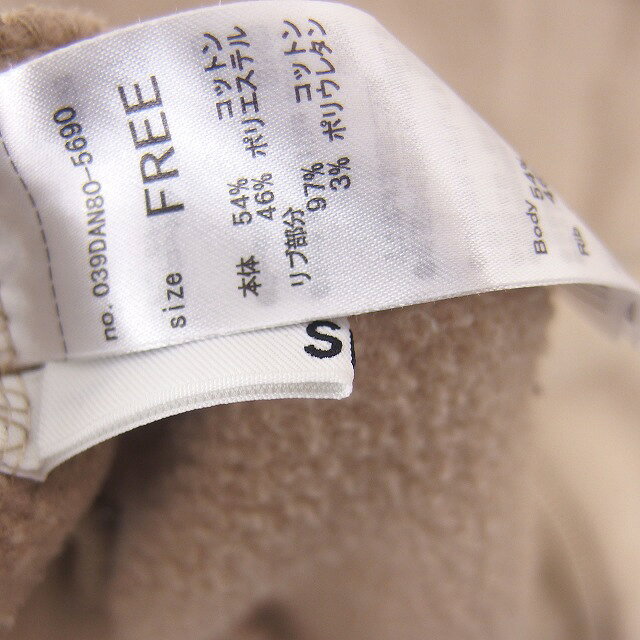 no. 039DAN80-5690
size FREE
本体 54% コットン
46% ポリエステル
リブ部分
97% コットン
3% ポリウレタン
Body
Rib
S